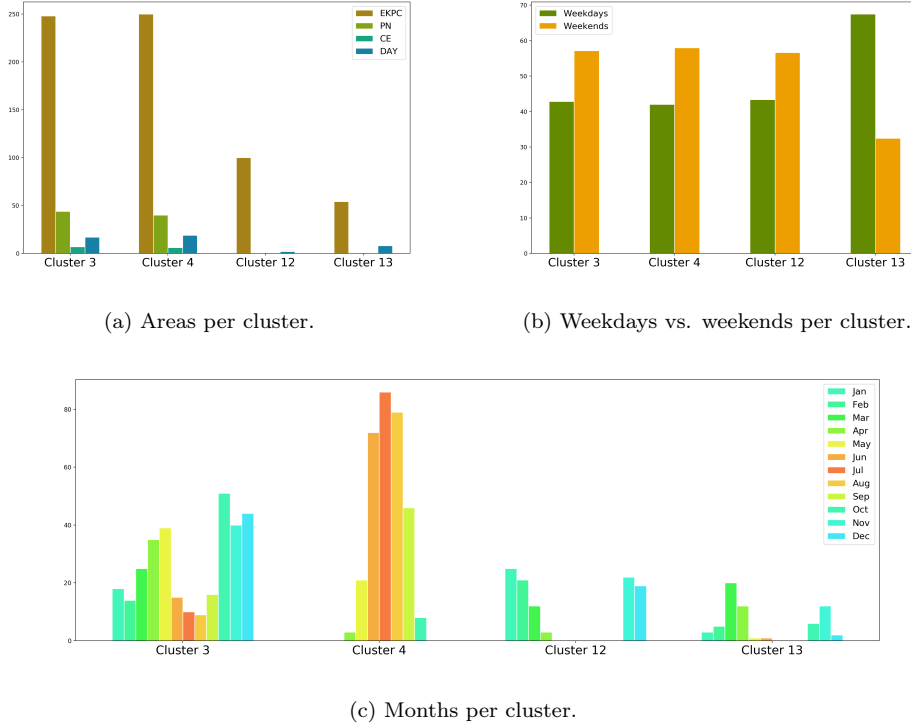 250
200
150
100
50
0
EKPC
PN
CE
DAY
Cluster 3 Cluster 4 Cluster 12 Cluster 13
(a) Areas per cluster.
70
60
50
40
30
20
10
0
Weekdays
Weekends
Cluster 3 Cluster 4 Cluster 12 Cluster 13
(b) Weekdays vs. weekends per cluster.
80
60
40
20
0
Jan
Feb
Mar
Apr
May
Jun
Jul
Aug
Sep
Oct
Nov
Dec
Cluster 3 Cluster 4 Cluster 12 Cluster 13
(c) Months per cluster.